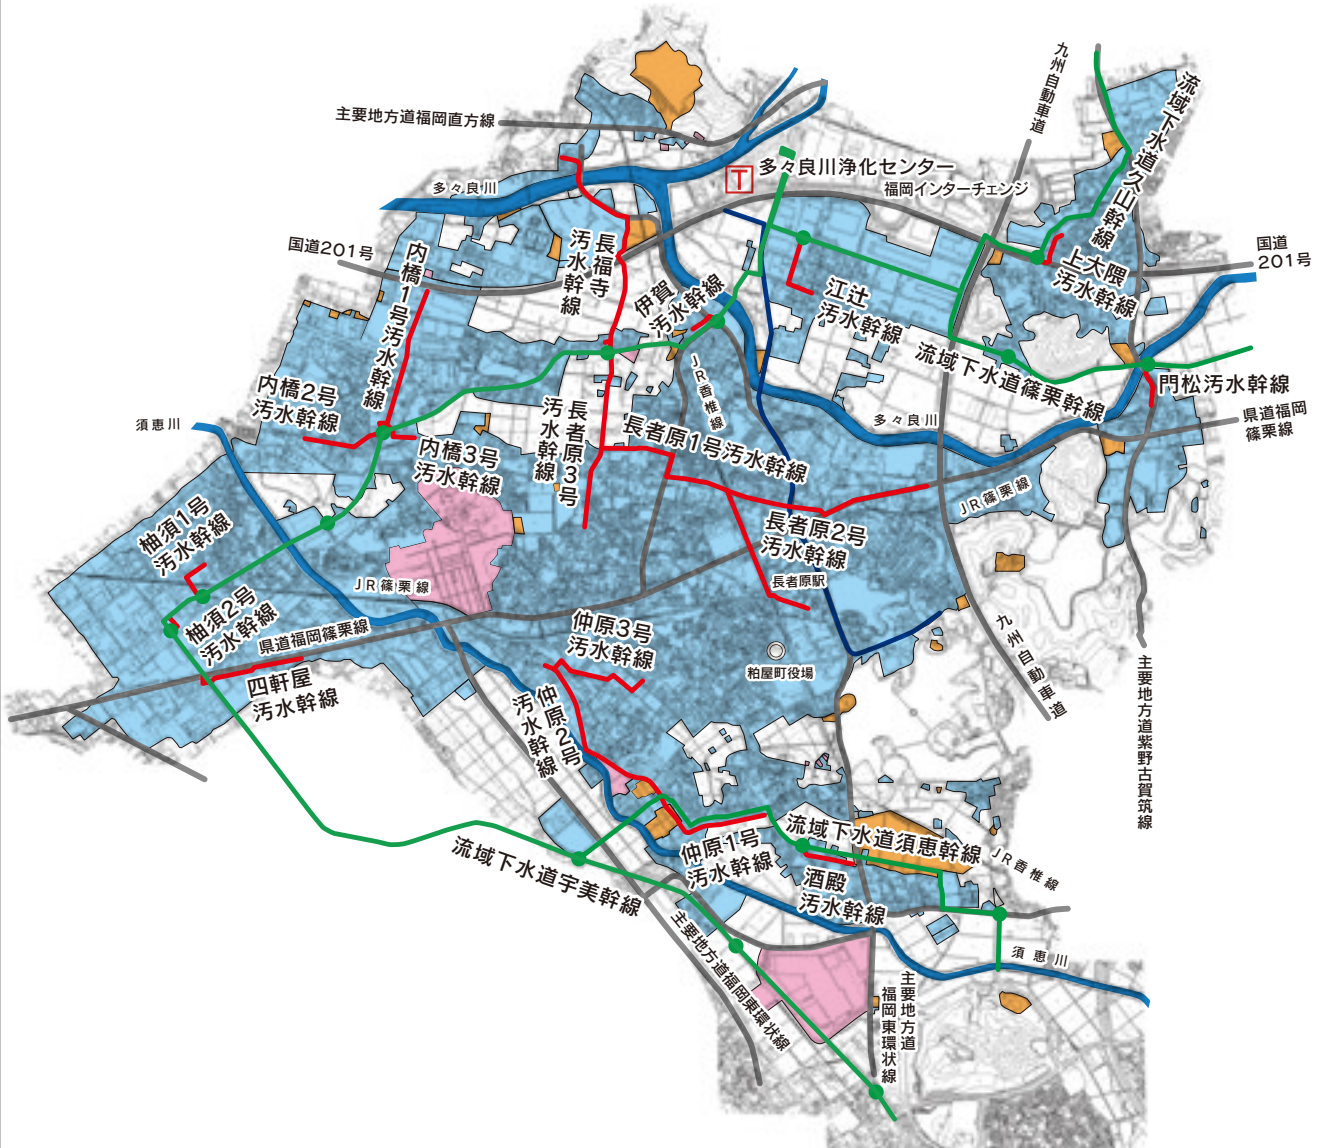 九州自動車道
流域下水道久山幹線
主要地方道福岡直方線
T
多々良川浄化センター
多々良川
福岡インターチェンジ
国道201号
長福寺
汚水幹線
内橋1号汚水幹線
伊賀
汚水幹線
上大隈
汚水幹線
国道
201号
江辻
汚水幹線
流域下水道篠栗幹線
JR香椎線
内橋2号
汚水幹線
門松汚水幹線
須恵川
長者原3号
汚水幹線
長者原1号汚水幹線
多々良川
県道福岡
篠栗線
内橋3号
汚水幹線
JR篠栗線
柚須1号
汚水幹線
長者原2号
汚水幹線
長者原駅
JR篠栗線
柚須2号
汚水幹線
県道福岡篠栗線
仲原3号
汚水幹線
九州自動車道
粕屋町役場
四軒屋
汚水幹線
仲原2号
汚水幹線
主要地方道紫野古賀筑線
流域下水道須恵幹線
仲原1号
汚水幹線
JR香椎線
流域下水道宇美幹線
酒殿
汚水幹線
主要地方道福岡東環状線
須恵川
主要地方道
福岡東環状線